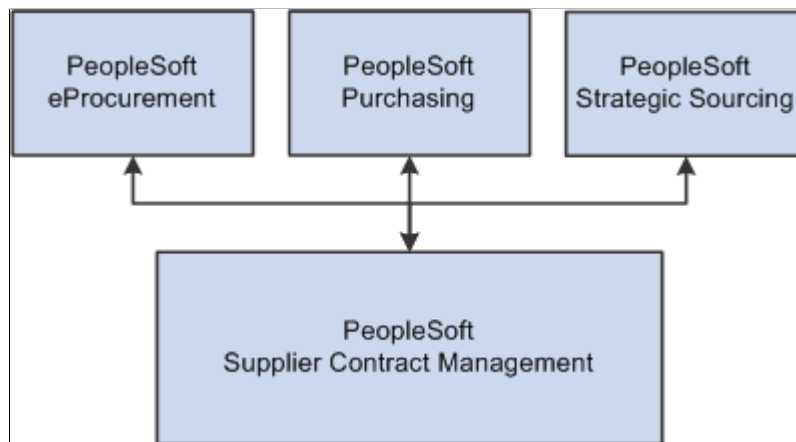 PeopleSoft
eProcurement
PeopleSoft
Purchasing
PeopleSoft
Strategic Sourcing
PeopleSoft
Supplier Contract Management